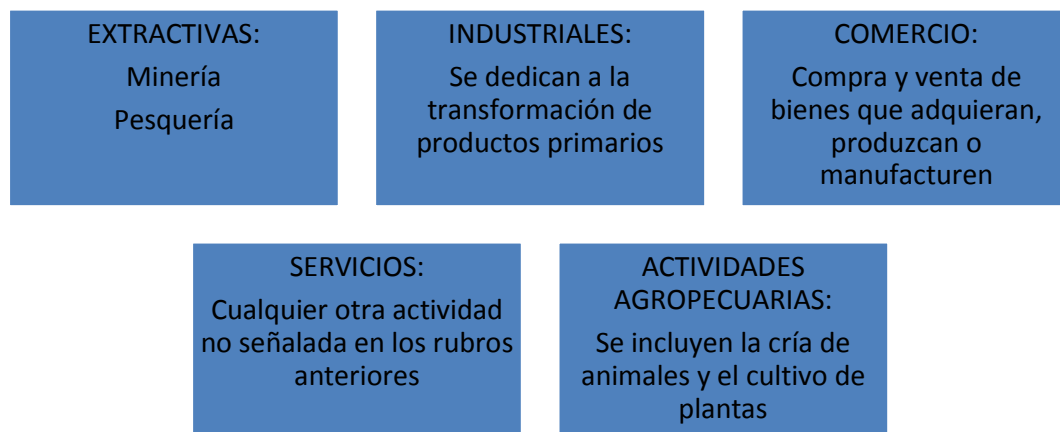 EXTRACTIVAS:
Minería
Pesquería
INDUSTRIALES:
Se dedican a la
transformación de
productos primarios
COMERCIO:
Compra y venta de
bienes que adquieran,
produzcan o
manufacturen
SERVICIOS:
Cualquier otra actividad
no señalada en los rubros
anteriores
ACTIVIDADES
AGROPECUARIAS:
Se incluyen la cría de
animales y el cultivo de
plantas